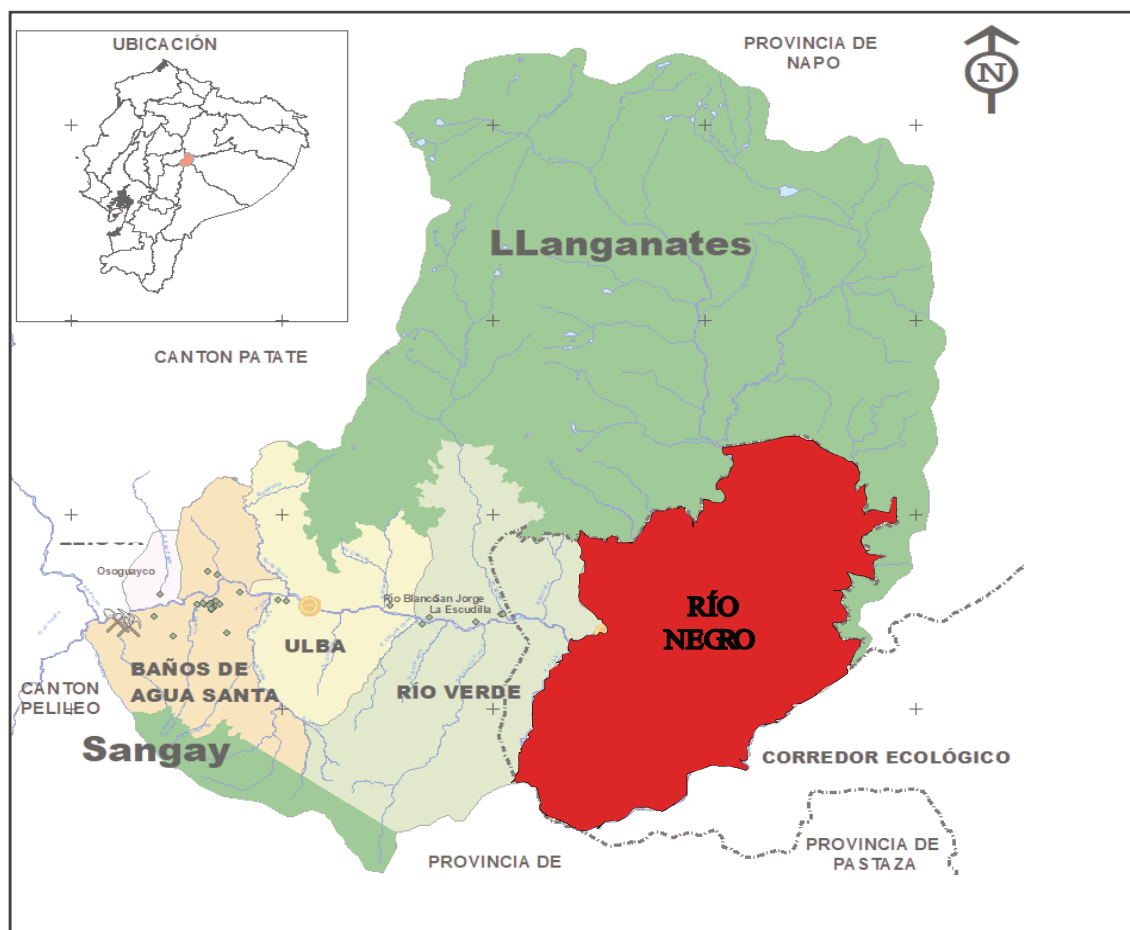 UBICACIÓN
PROVINCIA DE
NAPO
N
LLanganates
CANTON PATATE
Osoguayco
Rio Blanco
San Jorge
La Escudilla
RÍO
NEGRO
ULBA
BAÑOS DE
AGUA SANTA
RÍO VERDE
CANTON
PELILEO
Sangay
CORREDOR ECOLÓGICO
PROVINCIA DE
PROVINCIA DE
PASTAZA